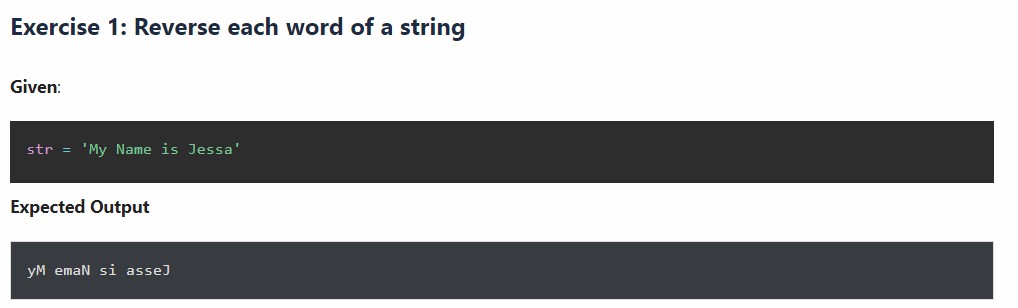 Exercise 1: Reverse each word of a string
Given:
str = 'My Name is Jessa'
Expected Output
yM emaN si asseJ